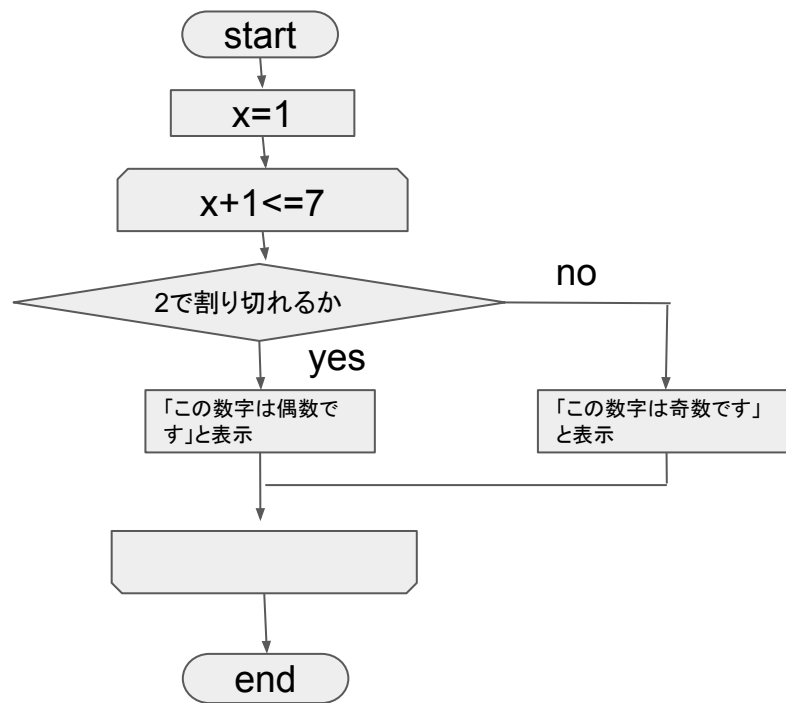 start
x=1
x+1<=7
2で割り切れるか
no
yes
「この数字は偶数で
す」と表示
「この数字は奇数です」
と表示
end